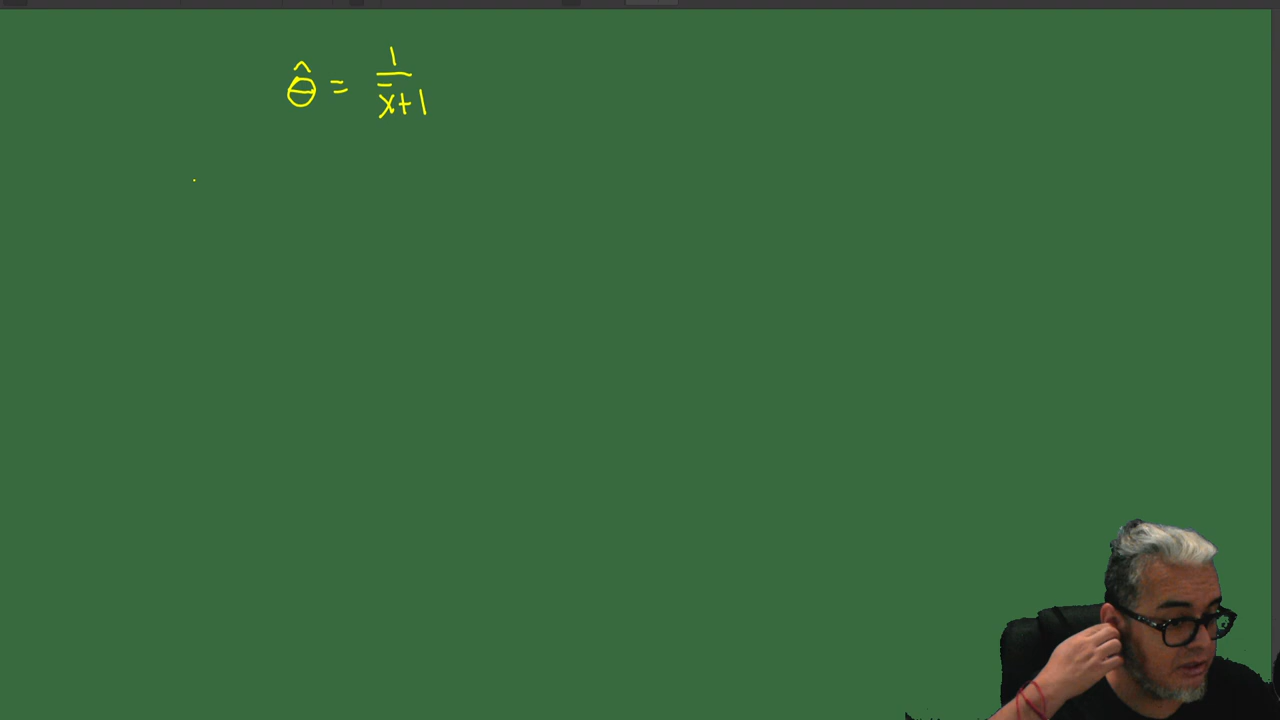 θ̂ = 1/(x̄+1)